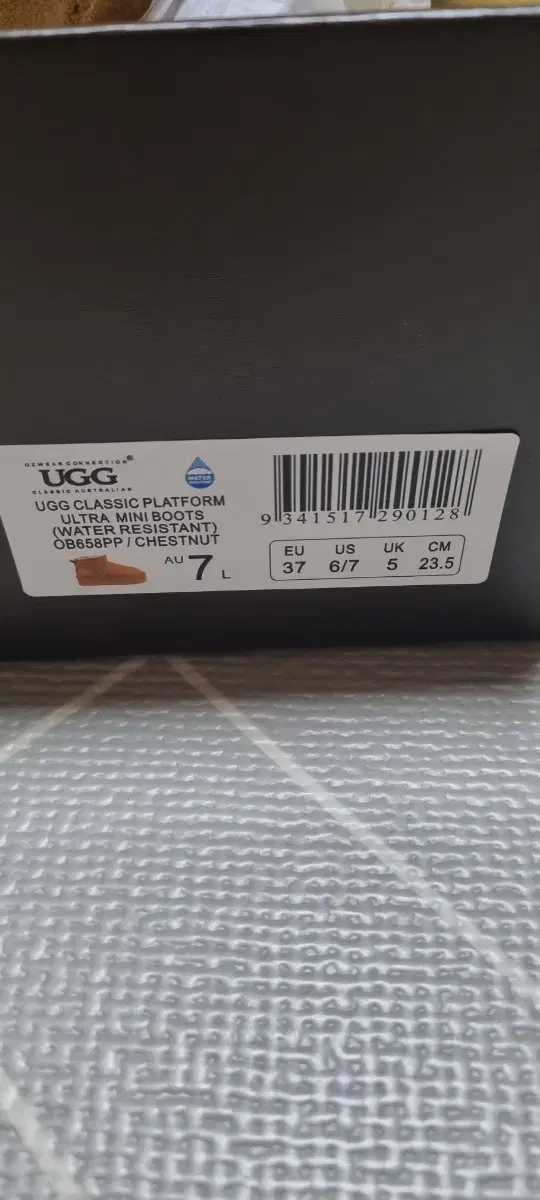 OZWEAR CONNECTION®
UGG
CLASSIC AUSTRALIAN
WATER
UGG CLASSIC PLATFORM
ULTRA MINI BOOTS
(WATER RESISTANT)
OB658PP / CHESTNUT
AU 7 L
9 341517 290128
EU US UK CM
37 6/7 5 23.5